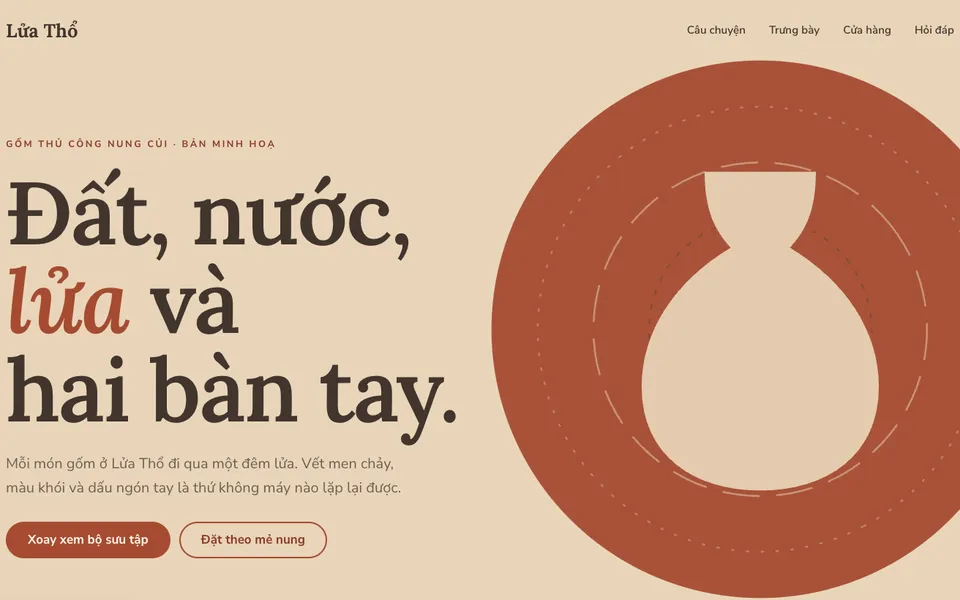 Lửa Thổ
Câu chuyện Trưng bày Cửa hàng Hỏi đáp
GỐM THỦ CÔNG NUNG CỦI · BẢN MINH HOẠ
Đất, nước,
lửa và
hai bàn tay.
Mỗi món gốm ở Lửa Thổ đi qua một đêm lửa. Vết men chảy,
màu khói và dấu ngón tay là thứ không máy nào lặp lại được.
Xoay xem bộ sưu tập Đặt theo mẻ nung